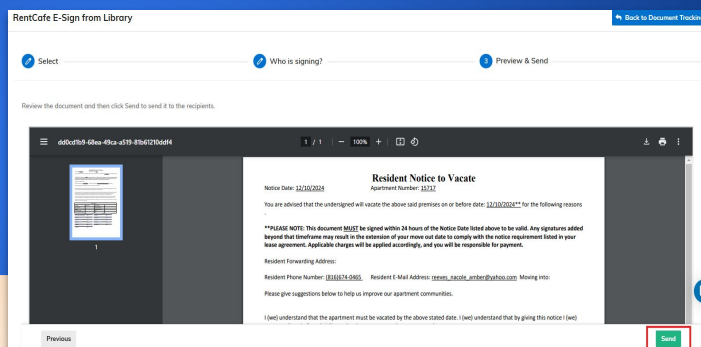 RentCafe E-Sign from Library
Back to Document Tracking
Select
Who is signing?
3 Preview & Send
Review the document and then click Send to send it to the recipients.
dd0cd1b9-68ea-49ca-a519-81b61210ddf4
1 / 1
100%
Resident Notice to Vacate
Notice Date: 12/10/2024 Apartment Number: 15717
You are advised that the undersigned will vacate the above said premises on or before date: 12/10/2024** for the following reasons
.
**PLEASE NOTE: This document MUST be signed within 24 hours of the Notice Date listed above to be valid. Any signatures added
beyond that timeframe may result in the extension of your move out date to comply with the notice requirement listed in your
lease agreement. Applicable charges will be applied accordingly, and you will be responsible for payment.
Resident Forwarding Address:
Resident Phone Number: (816)674-0465 Resident E-Mail Address: reeves_nacole_amber@yahoo.com Moving into:
Please give suggestions below to help us improve our apartment communities.
I (we) understand that the apartment must be vacated by the above stated date. I (we) understand that by giving this notice I (we)
1
Previous
Send